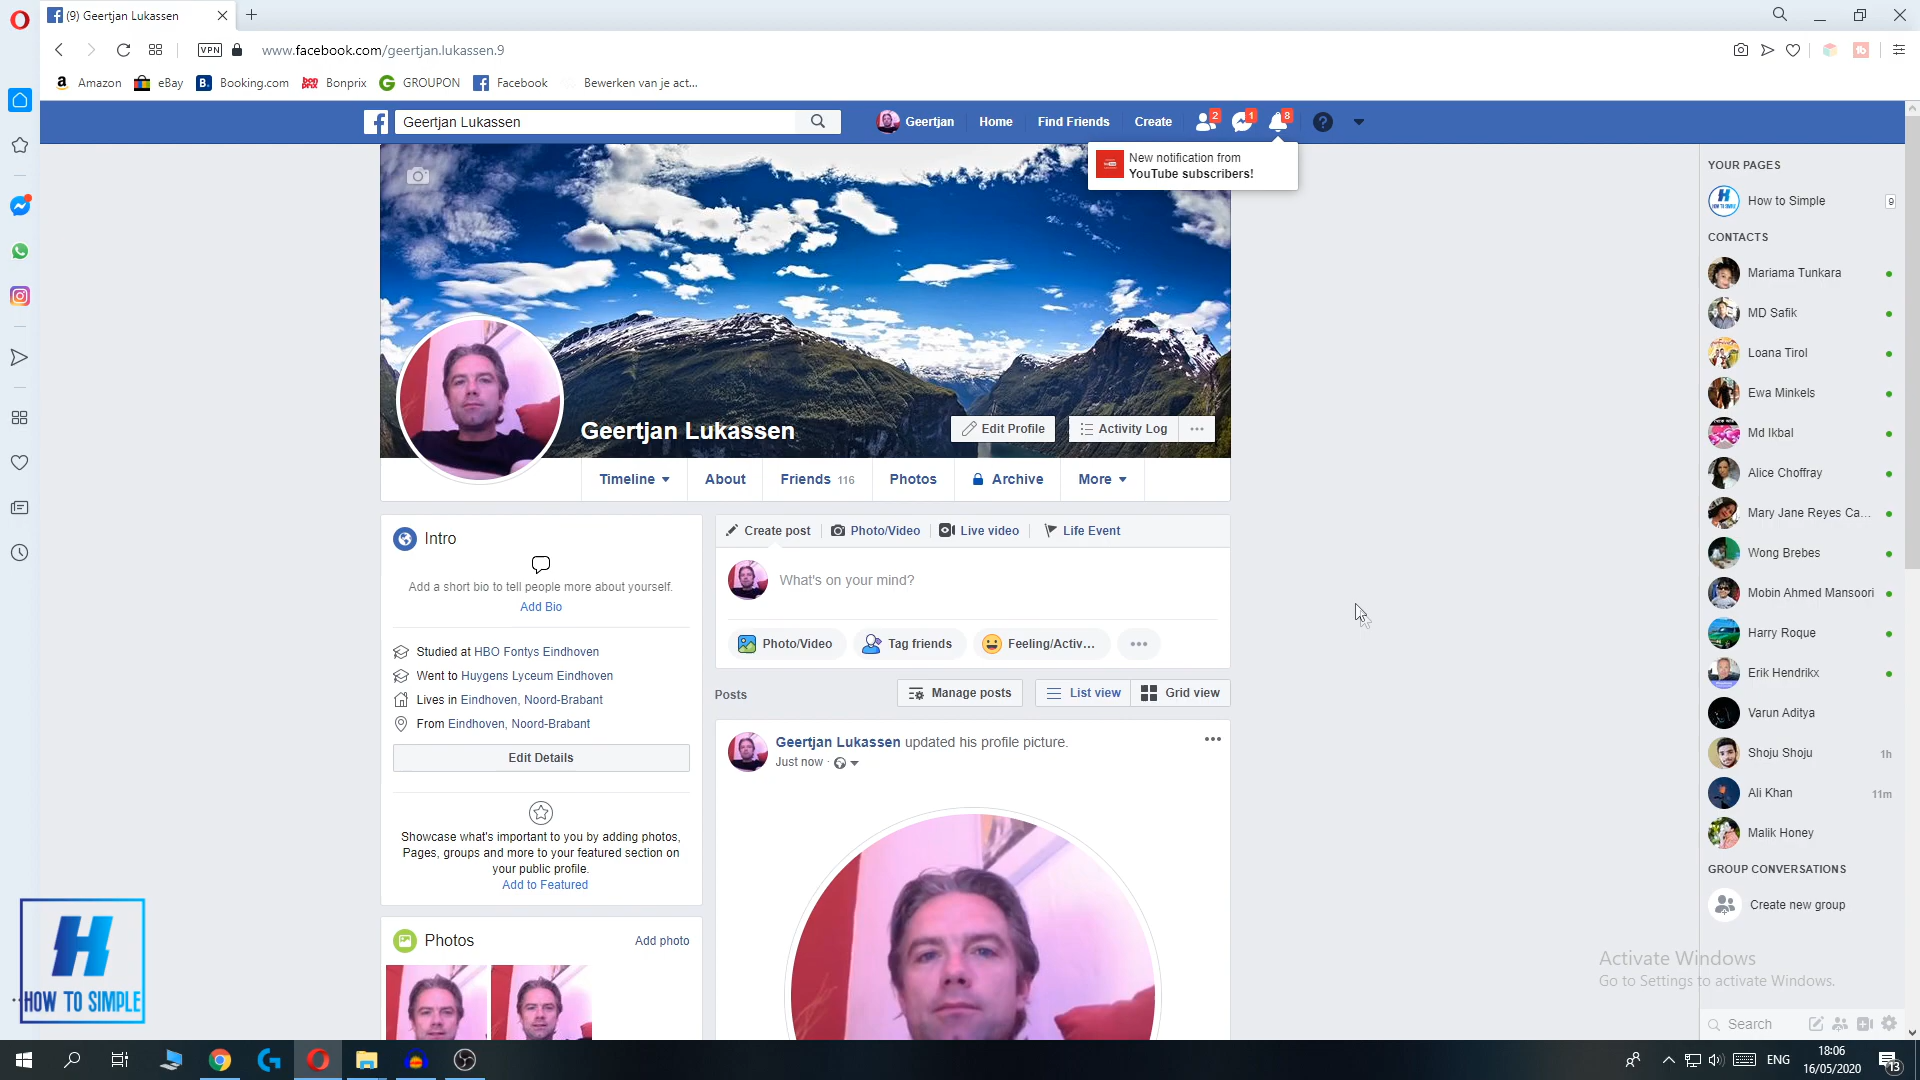 (9) Geertjan Lukassen
VPN
www.facebook.com/geertjan.lukassen.9
Amazon
eBay
Booking.com
Bonprix
GROUPON
Facebook
Bewerken van je act...
Geertjan Lukassen
Geertjan
Home
Find Friends
Create
2
1
8
New notification from
YouTube subscribers!
Geertjan Lukassen
Edit Profile
Activity Log
Timeline
About
Friends 116
Photos
Archive
More
Intro
Add a short bio to tell people more about yourself.
Add Bio
Studied at HBO Fontys Eindhoven
Went to Huygens Lyceum Eindhoven
Lives in Eindhoven, Noord-Brabant
From Eindhoven, Noord-Brabant
Edit Details
Showcase what's important to you by adding photos,
Pages, groups and more to your featured section on
your public profile.
Add to Featured
Photos
Add photo
Create post
Photo/Video
Live video
Life Event
What's on your mind?
Photo/Video
Tag friends
Feeling/Activ...
Posts
Manage posts
List view
Grid view
Geertjan Lukassen updated his profile picture.
Just now ·
YOUR PAGES
How to Simple 9
CONTACTS
Mariama Tunkara
MD Safik
Loana Tirol
Ewa Minkels
Md Ikbal
Alice Choffray
Mary Jane Reyes Ca...
Wong Brebes
Mobin Ahmed Mansoori
Harry Roque
Erik Hendrikx
Varun Aditya
Shoju Shoju 1h
Ali Khan 11m
Malik Honey
GROUP CONVERSATIONS
Create new group
Activate Windows
Go to Settings to activate Windows.
Search
H
HOW TO SIMPLE
ENG
18:06
16/05/2020
13